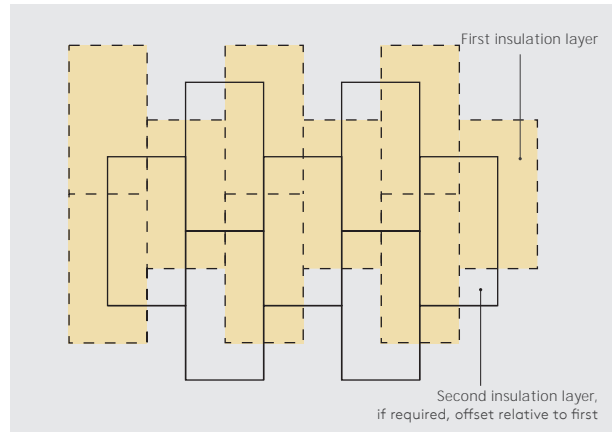 First insulation layer
Second insulation layer,
if required, offset relative to first